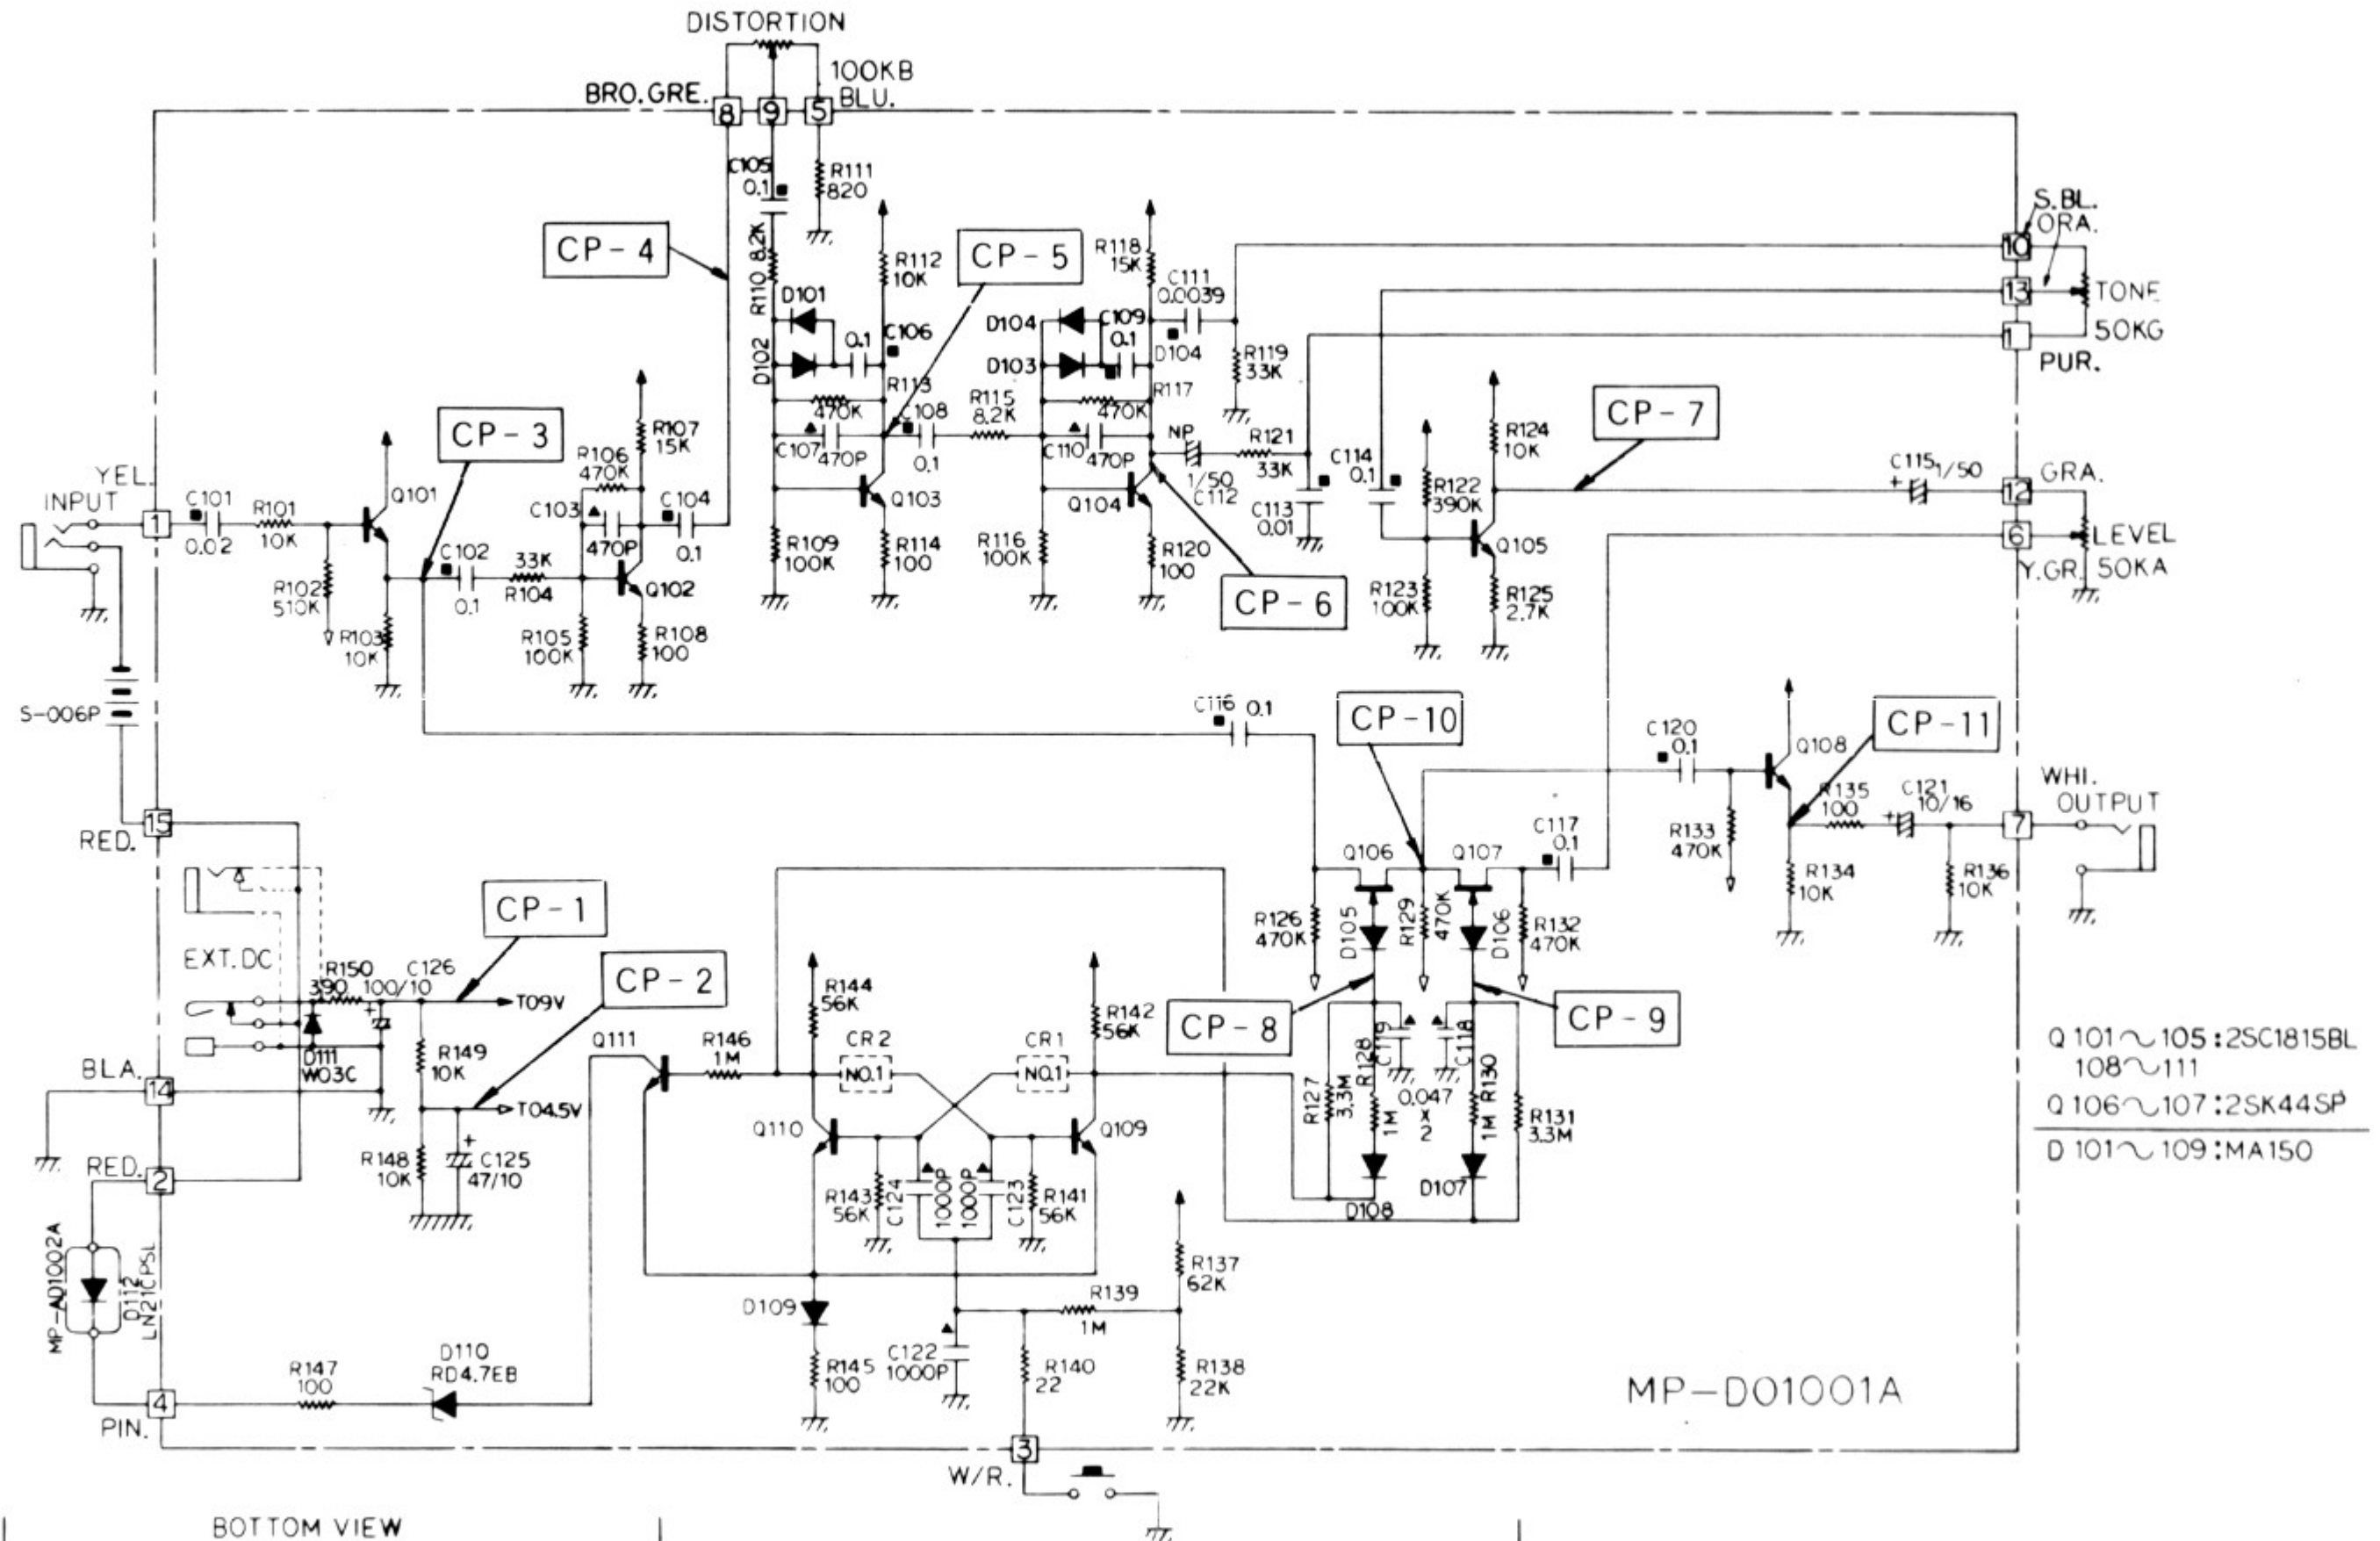 DISTORTION
100KB
BRO.GRE.
BLU.
8
9
5
C105
0.1
R111
820
CP-4
R110 8.2K
R112
10K
CP-5
R118
15K
C111
0.0039
D101
D102
0.1
C106
D104
C109
0.1
D103
D104
R119
33K
S.BL.
ORA.
10
13
TONE
50KG
1
PUR.
R113
470K
C108
0.1
R115
8.2K
R117
470K
C107
470P
C110
470P
NP
1/50
C112
R121
33K
C114
0.1
C113
0.01
CP-3
R107
15K
R106
470K
C103
470P
C104
0.1
YEL.
INPUT
1
C101
0.02
R101
10K
Q101
R102
510K
R103
10K
C102
0.1
33K
R104
Q102
R105
100K
R108
100
Q103
R109
100K
R114
100
Q104
R116
100K
R120
100
CP-6
R122
390K
R124
10K
CP-7
Q105
R123
100K
R125
2.7K
C115
1/50
+
GRA.
12
6
LEVEL
Y.GR.
50KA
S-006P
C116
0.1
CP-10
C120
0.1
Q108
CP-11
R135
100
C121
10/16
+
WHI.
OUTPUT
7
R133
470K
R134
10K
R136
10K
15
RED.
Q106
Q107
C117
0.1
R126
470K
D105
R129
470K
D106
R132
470K
CP-1
EXT.DC
R150
390
C126
100/10
+
TO9V
CP-2
D111
W03C
R149
10K
TO4.5V
BLA.
14
R148
10K
+
C125
47/10
RED.
2
R144
56K
R142
56K
Q111
R146
1M
CR2
NO.1
CR1
NO.1
Q110
Q109
R143
56K
C124
1000P
1000P
C123
R141
56K
CP-8
CP-9
C119
C118
R128
1M
R127
3.3M
0.047
X
2
1M R130
R131
3.3M
D108
D107
Q101~105:2SC1815BL
108~111
Q106~107:2SK44SP
D101~109:MA150
MP-AD1002A
D112
LN21CPSL
R137
62K
D109
R139
1M
C122
1000P
R145
100
R140
22
R138
22K
R147
100
D110
RD4.7EB
4
PIN.
MP-D01001A
3
W/R.
BOTTOM VIEW